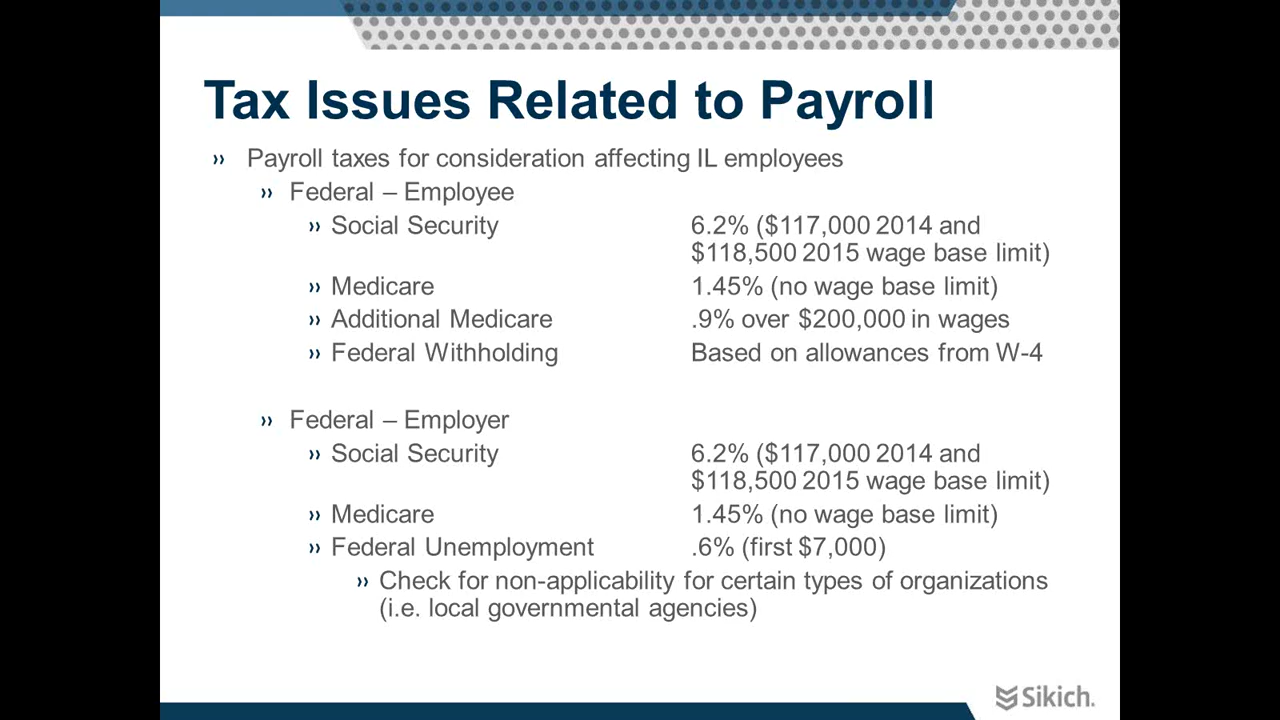 Tax Issues Related to Payroll
›› Payroll taxes for consideration affecting IL employees
›› Federal – Employee
›› Social Security 6.2% ($117,000 2014 and
$118,500 2015 wage base limit)
›› Medicare 1.45% (no wage base limit)
›› Additional Medicare .9% over $200,000 in wages
›› Federal Withholding Based on allowances from W-4
›› Federal – Employer
›› Social Security 6.2% ($117,000 2014 and
$118,500 2015 wage base limit)
›› Medicare 1.45% (no wage base limit)
›› Federal Unemployment .6% (first $7,000)
›› Check for non-applicability for certain types of organizations
(i.e. local governmental agencies)
Sikich.